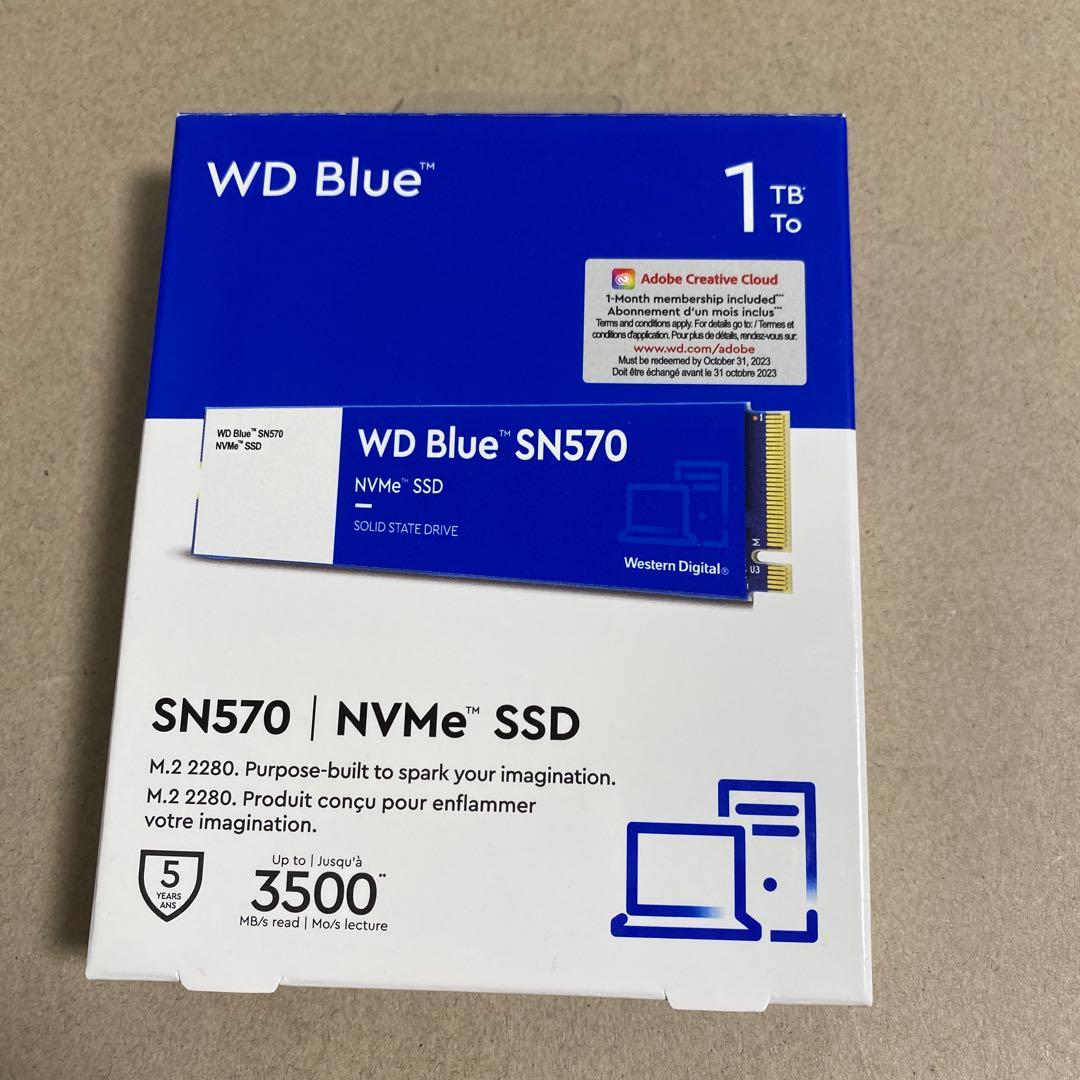 WD Blue™
1 TB*
To
Adobe Creative Cloud
1-Month membership included***
Abonnement d'un mois inclus***
Terms and conditions apply. For details go to: / Termes et
conditions d'application. Pour plus de détails, rendez-vous sur:
www.wd.com/adobe
Must be redeemed by October 31, 2023
Doit être échangé avant le 31 octobre 2023
WD Blue™ SN570
NVMe™ SSD
WD Blue™ SN570
NVMe™ SSD
SOLID STATE DRIVE
Western Digital®
1
M
U3
SN570 | NVMe™ SSD
M.2 2280. Purpose-built to spark your imagination.
M.2 2280. Produit conçu pour enflammer
votre imagination.
5
YEARS
ANS
Up to | Jusqu'à
3500**
MB/s read | Mo/s lecture